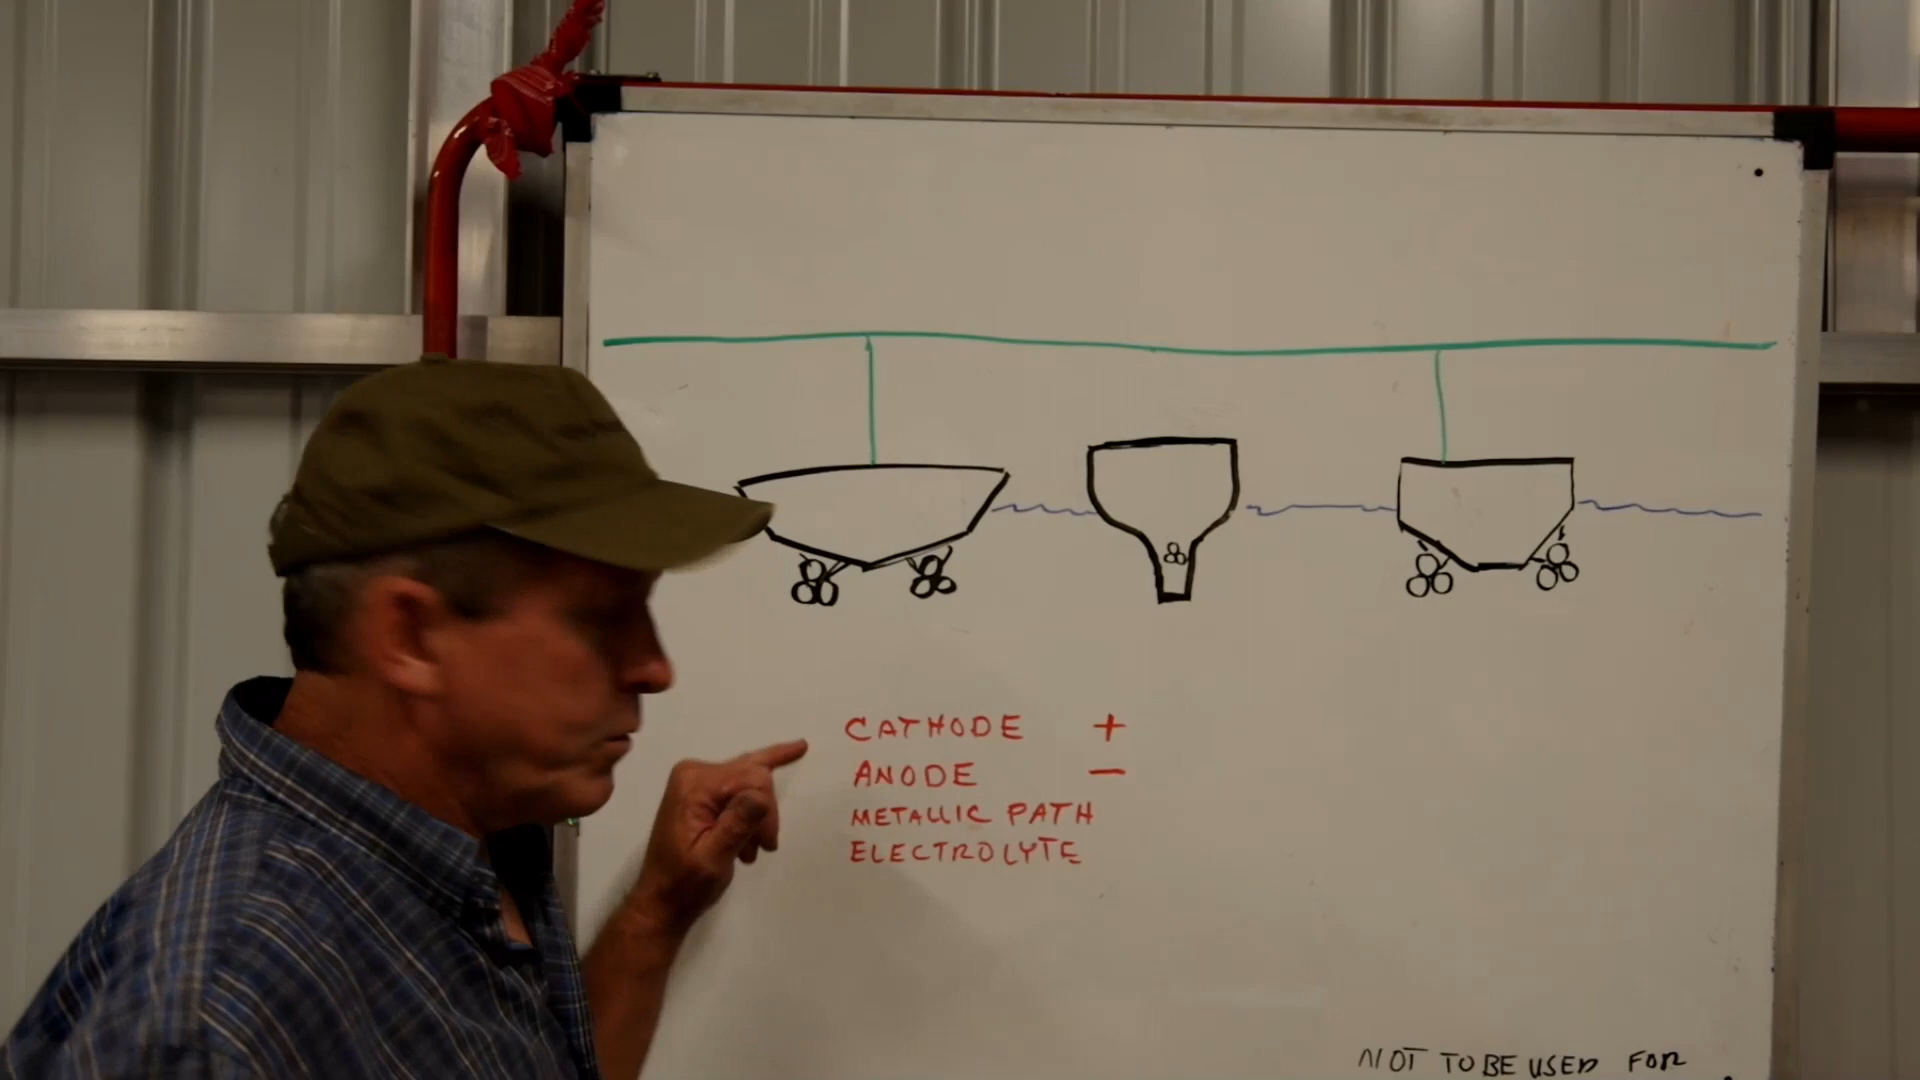 CATHODE +
ANODE −
METALLIC PATH
ELECTROLYTE
NOT TO BE USED FOR